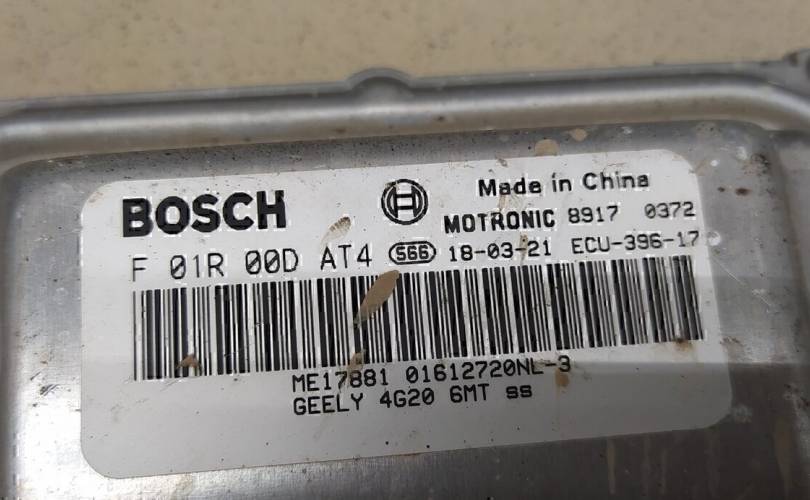 BOSCH
Made in China
MOTRONIC 8917 0372
F 01R 00D AT4 S66 18-03-21 ECU-396-17
ME17881 01612720NL-3
GEELY 4G20 6MT SS